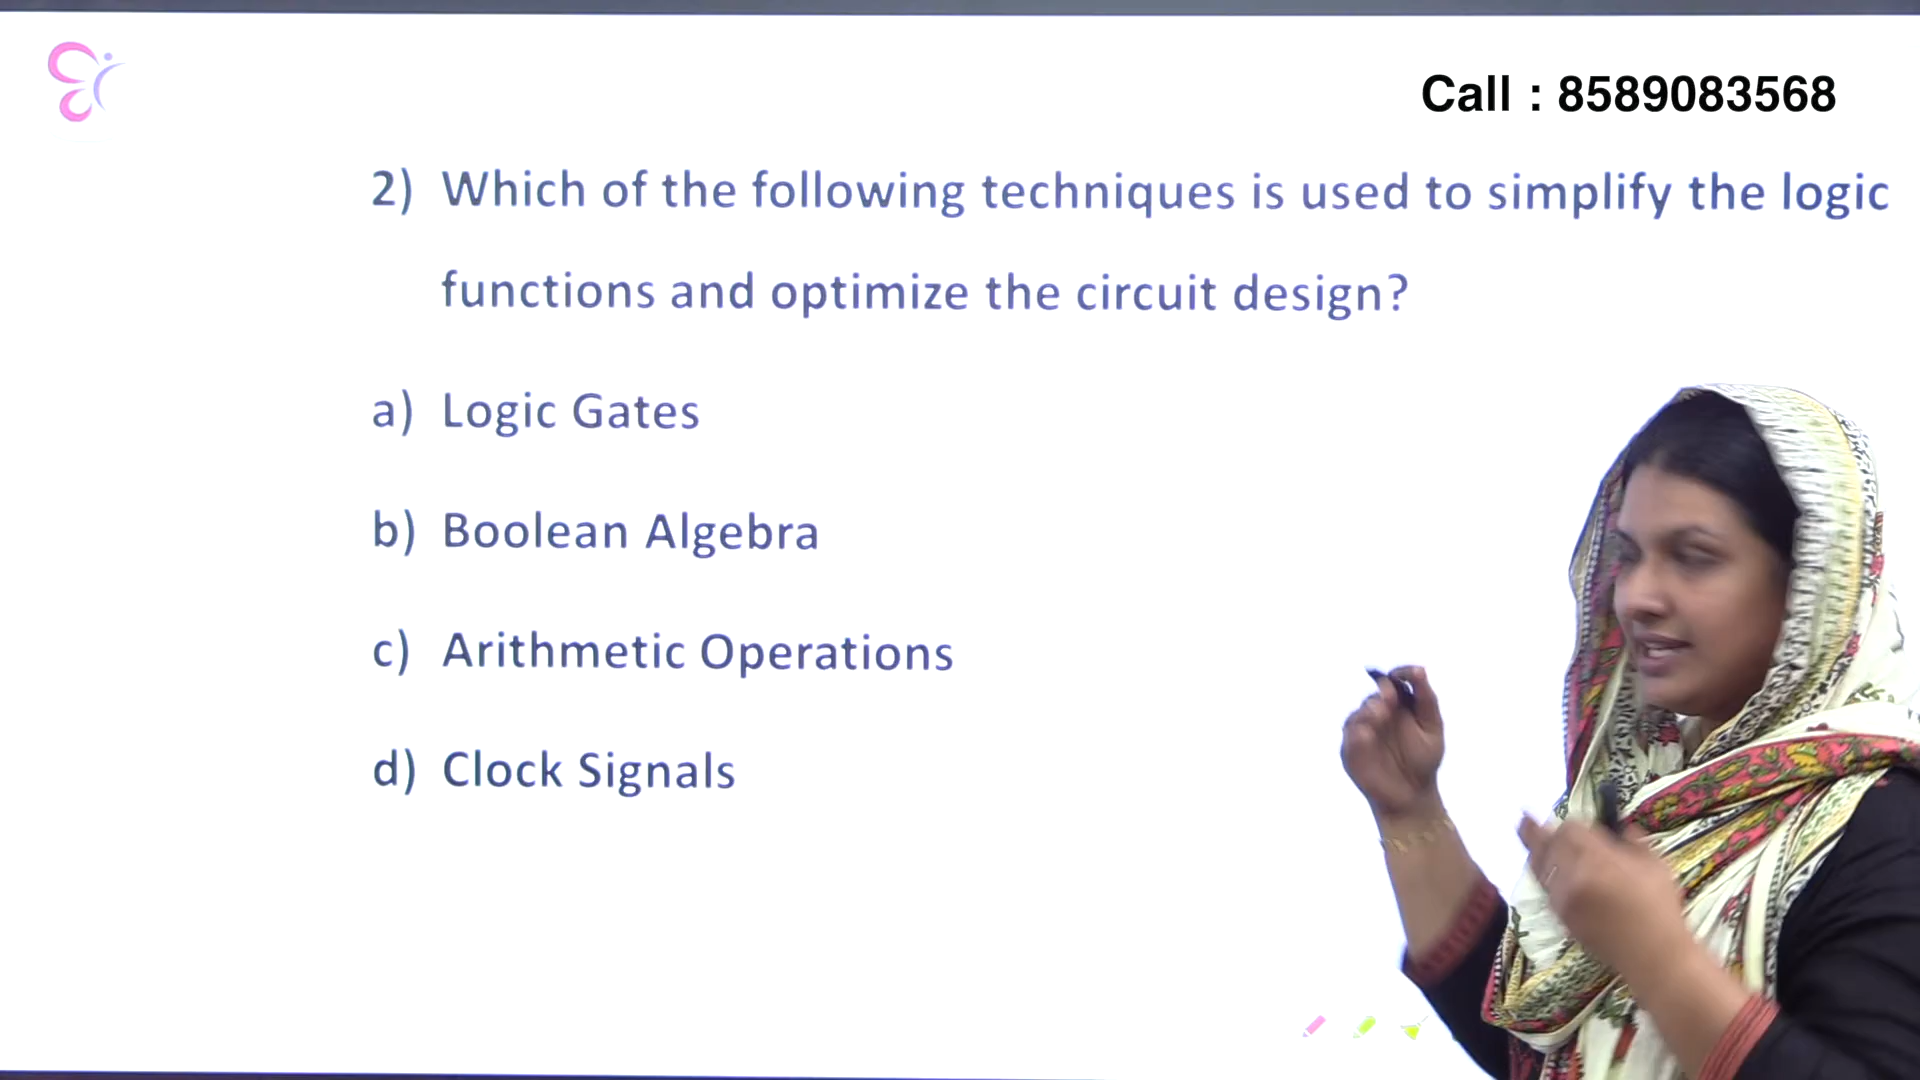 Call : 8589083568
2) Which of the following techniques is used to simplify the logic
functions and optimize the circuit design?
a) Logic Gates
b) Boolean Algebra
c) Arithmetic Operations
d) Clock Signals